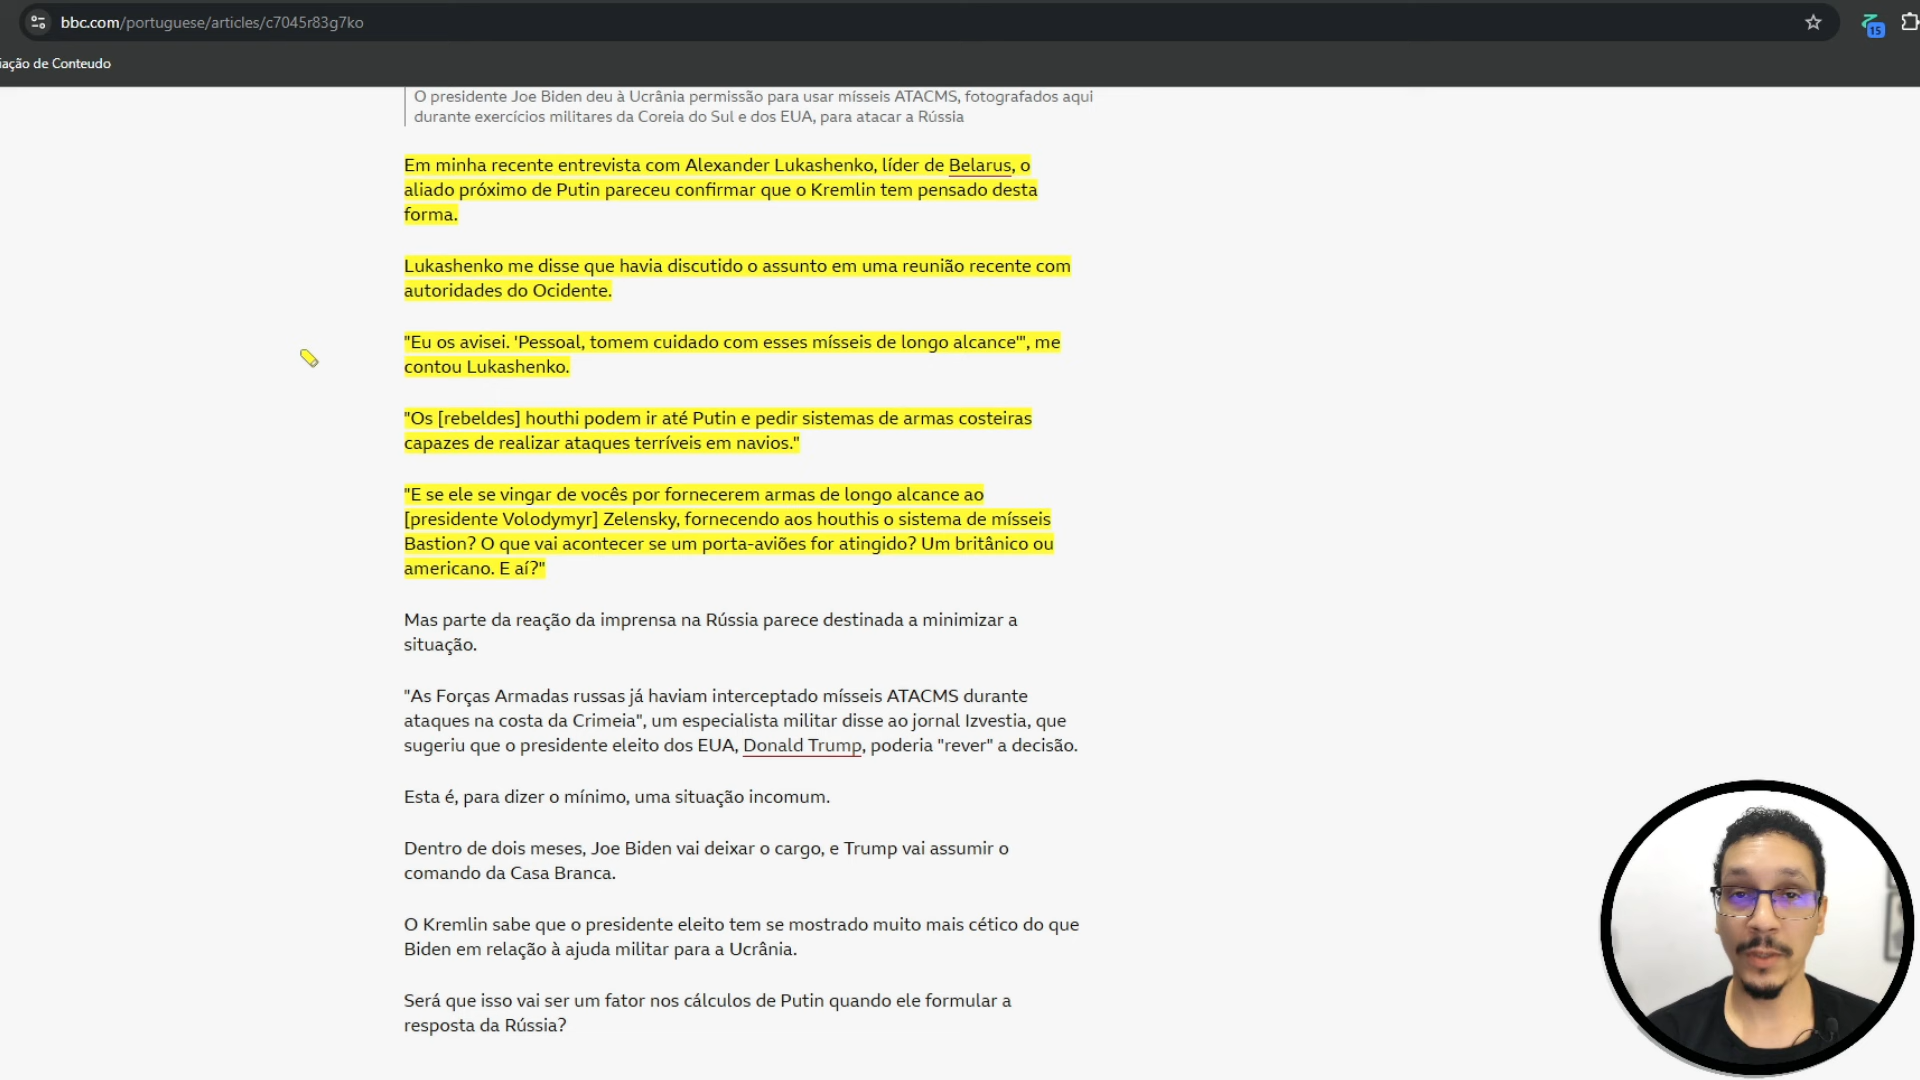 bbc.com/portuguese/articles/c7045r83g7ko
15
iação de Conteudo
O presidente Joe Biden deu à Ucrânia permissão para usar mísseis ATACMS, fotografados aqui
durante exercícios militares da Coreia do Sul e dos EUA, para atacar a Rússia
Em minha recente entrevista com Alexander Lukashenko, líder de Belarus, o
aliado próximo de Putin pareceu confirmar que o Kremlin tem pensado desta
forma.
Lukashenko me disse que havia discutido o assunto em uma reunião recente com
autoridades do Ocidente.
"Eu os avisei. 'Pessoal, tomem cuidado com esses mísseis de longo alcance'", me
contou Lukashenko.
"Os [rebeldes] houthi podem ir até Putin e pedir sistemas de armas costeiras
capazes de realizar ataques terríveis em navios."
"E se ele se vingar de vocês por fornecerem armas de longo alcance ao
[presidente Volodymyr] Zelensky, fornecendo aos houthis o sistema de mísseis
Bastion? O que vai acontecer se um porta-aviões for atingido? Um britânico ou
americano. E aí?"
Mas parte da reação da imprensa na Rússia parece destinada a minimizar a
situação.
"As Forças Armadas russas já haviam interceptado mísseis ATACMS durante
ataques na costa da Crimeia", um especialista militar disse ao jornal Izvestia, que
sugeriu que o presidente eleito dos EUA, Donald Trump, poderia "rever" a decisão.
Esta é, para dizer o mínimo, uma situação incomum.
Dentro de dois meses, Joe Biden vai deixar o cargo, e Trump vai assumir o
comando da Casa Branca.
O Kremlin sabe que o presidente eleito tem se mostrado muito mais cético do que
Biden em relação à ajuda militar para a Ucrânia.
Será que isso vai ser um fator nos cálculos de Putin quando ele formular a
resposta da Rússia?